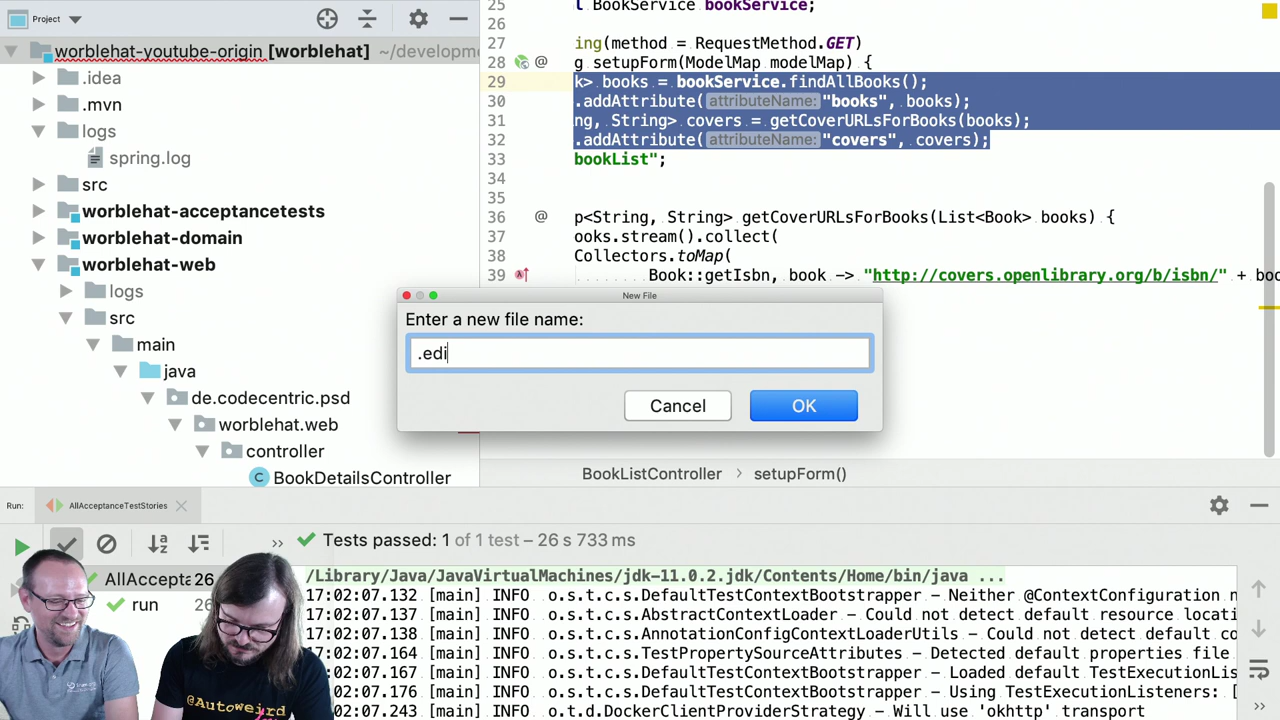 Project
worblehat-youtube-origin [worblehat] ~/developme
.idea
.mvn
logs
spring.log
src
worblehat-acceptancetests
worblehat-domain
worblehat-web
logs
src
main
java
de.codecentric.psd
worblehat.web
controller
C BookDetailsController
25 l BookService bookService;
26
27 ing(method = RequestMethod.GET)
28 @ g setupForm(ModelMap modelMap) {
29 k> books = bookService.findAllBooks();
30 .addAttribute( attributeName: "books", books);
31 ng, String> covers = getCoverURLsForBooks(books);
32 .addAttribute( attributeName: "covers", covers);
33 bookList";
34
35
36 @ p<String, String> getCoverURLsForBooks(List<Book> books) {
37 ooks.stream().collect(
38 Collectors.toMap(
39 Book::getIsbn, book -> "http://covers.openlibrary.org/b/isbn/" + boo
New File
Enter a new file name:
.edi
Cancel OK
BookListController > setupForm()
Run: AllAcceptanceTestStories
>> Tests passed: 1 of 1 test – 26 s 733 ms
AllAccepta 26
run 26
/Library/Java/JavaVirtualMachines/jdk-11.0.2.jdk/Contents/Home/bin/java ...
17:02:07.132 [main] INFO o.s.t.c.s.DefaultTestContextBootstrapper - Neither @ContextConfiguration n
17:02:07.137 [main] INFO o.s.t.c.s.AbstractContextLoader - Could not detect default resource locati
17:02:07.138 [main] INFO o.s.t.c.s.AnnotationConfigContextLoaderUtils - Could not detect default co
17:02:07.164 [main] INFO o.s.t.c.s.TestPropertySourceAttributes - Detected default properties file
17:02:07.167 [main] INFO o.s.t.c.s.DefaultTestContextBootstrapper - Loaded default TestExecutionLis
17:02:07.176 [main] INFO o.s.t.c.s.DefaultTestContextBootstrapper - Using TestExecutionListeners: [
17:02:07.243 [main] INFO o.t.d.DockerClientProviderStrategy - Will use 'okhttp' transport
@Autoweird